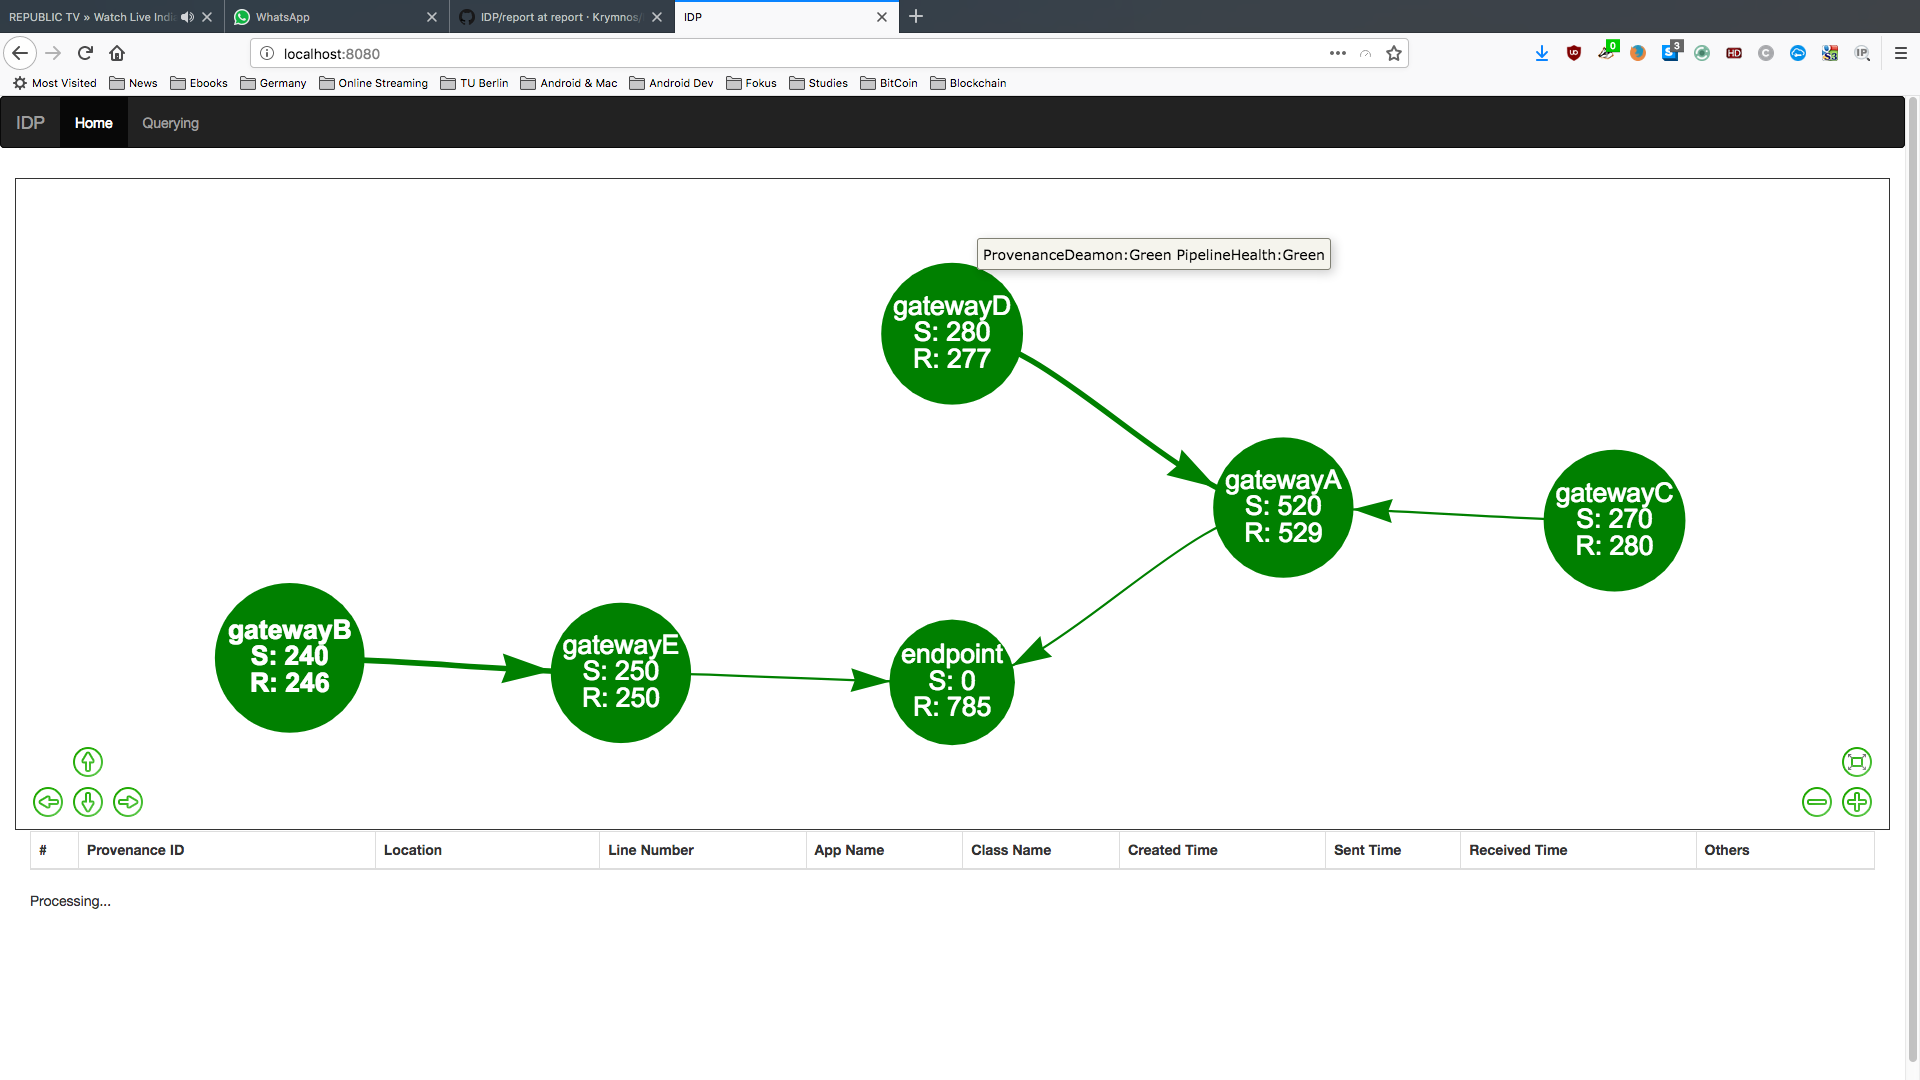 REPUBLIC TV » Watch Live Indi
WhatsApp
IDP/report at report · Krymnos/
IDP
localhost:8080
0
3
Most Visited
News
Ebooks
Germany
Online Streaming
TU Berlin
Android & Mac
Android Dev
Fokus
Studies
BitCoin
Blockchain
IDP
Home
Querying
ProvenanceDeamon:Green PipelineHealth:Green
gatewayD
S: 280
R: 277
gatewayA
S: 520
R: 529
gatewayC
S: 270
R: 280
gatewayB
S: 240
R: 246
gatewayE
S: 250
R: 250
endpoint
S: 0
R: 785
#
Provenance ID
Location
Line Number
App Name
Class Name
Created Time
Sent Time
Received Time
Others
Processing...